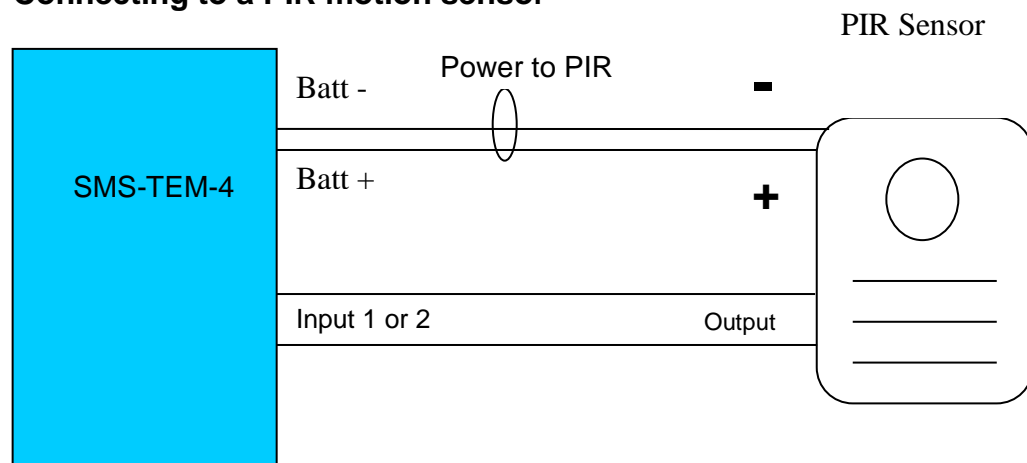 Connecting to a PIR motion sensor
PIR Sensor
Batt -
Power to PIR
-
SMS-TEM-4
Batt +
+
Input 1 or 2
Output